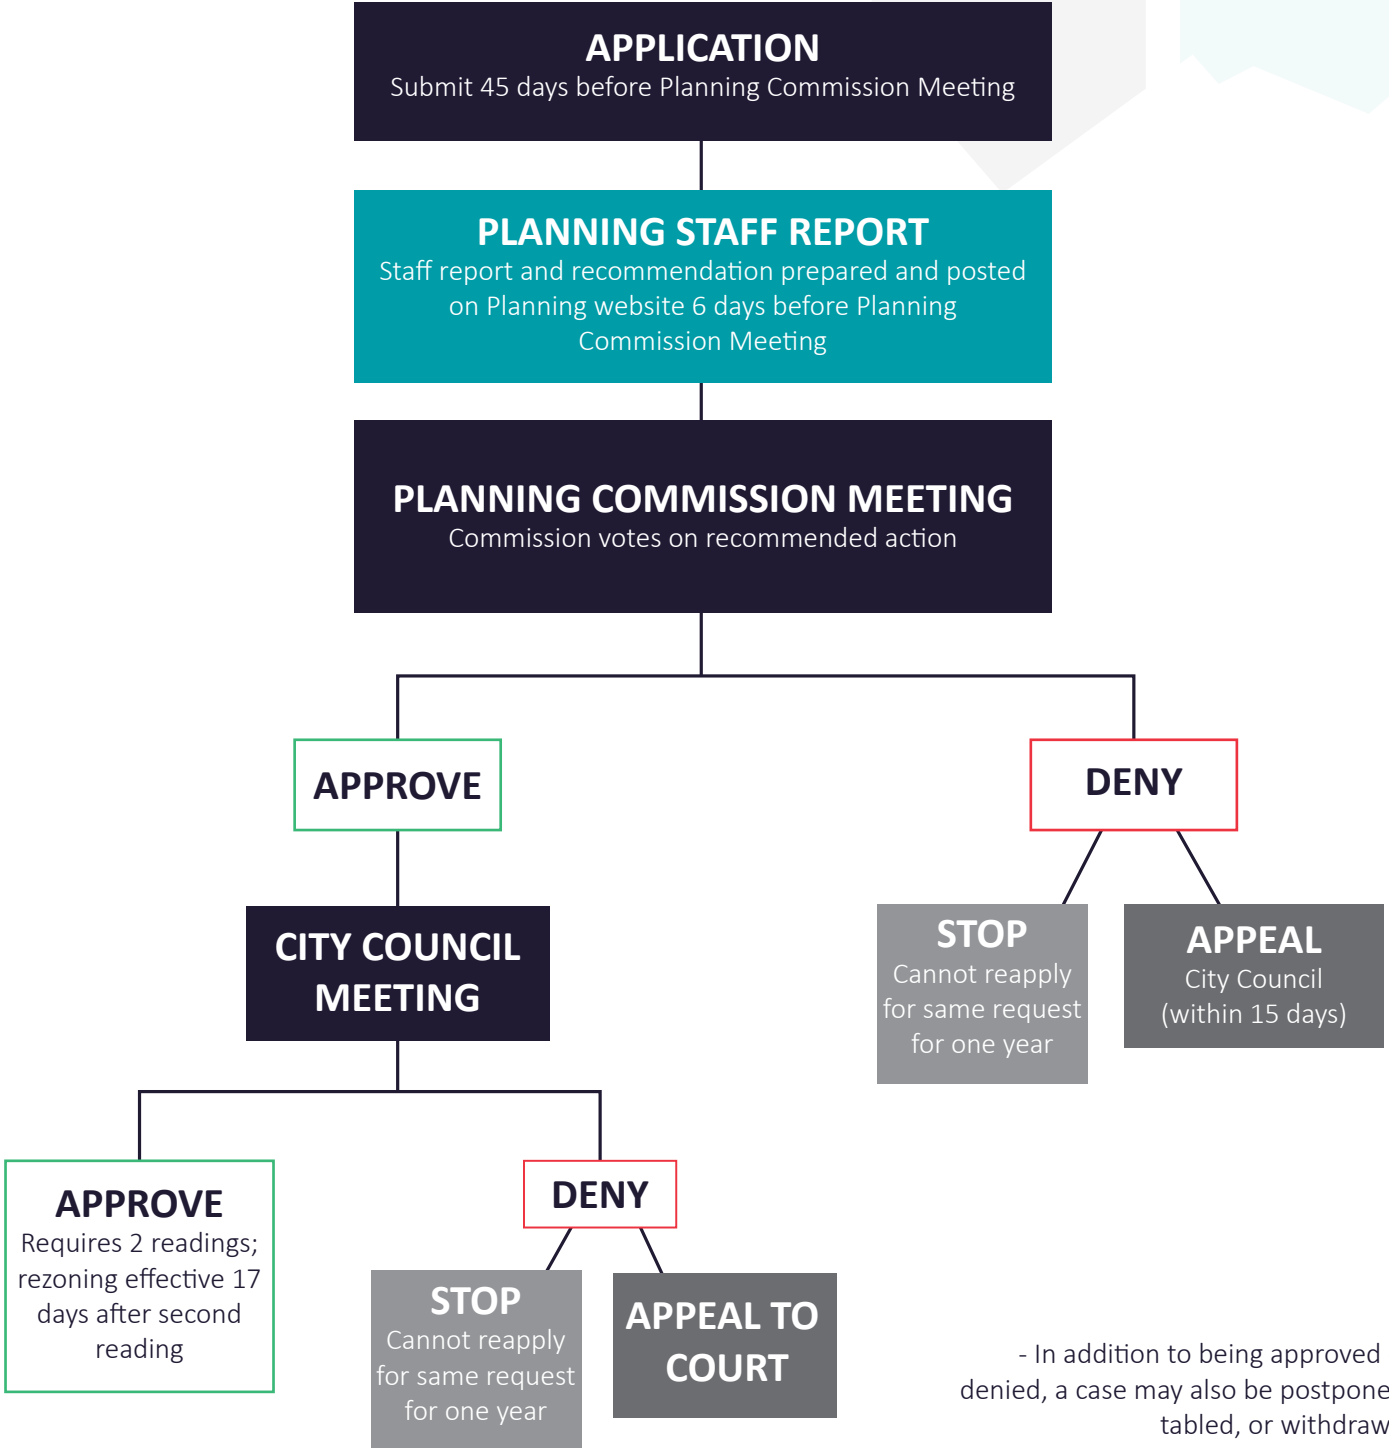 APPLICATION
Submit 45 days before Planning Commission Meeting
PLANNING STAFF REPORT
Staff report and recommendation prepared and posted
on Planning website 6 days before Planning
Commission Meeting
PLANNING COMMISSION MEETING
Commission votes on recommended action
APPROVE
DENY
CITY COUNCIL
MEETING
STOP
Cannot reapply
for same request
for one year
APPEAL
City Council
(within 15 days)
APPROVE
Requires 2 readings;
rezoning effective 17
days after second
reading
DENY
STOP
Cannot reapply
for same request
for one year
APPEAL TO
COURT
- In addition to being approved
denied, a case may also be postpone
tabled, or withdraw